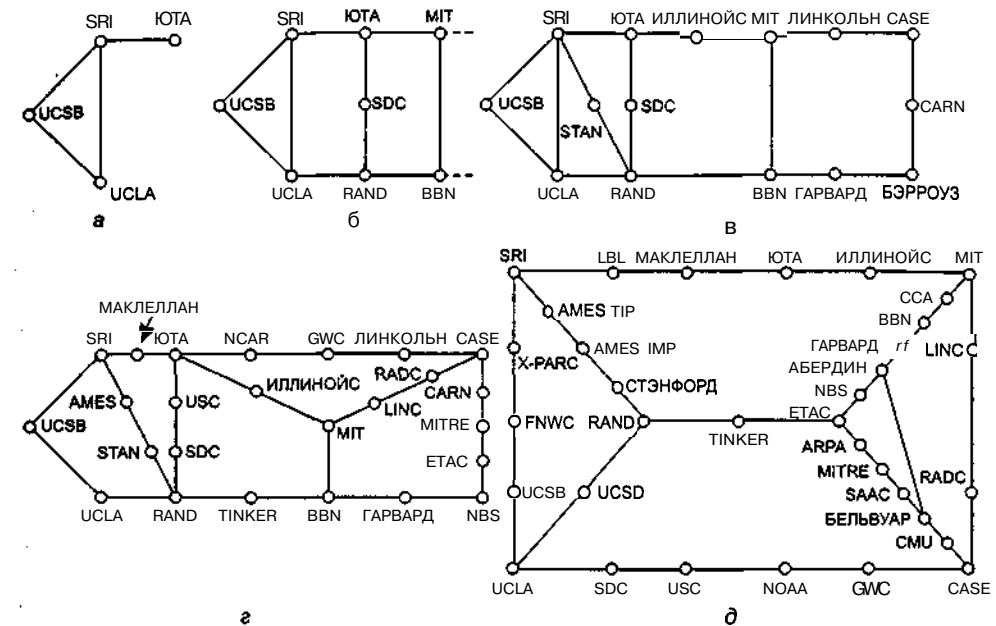 SRI ЮТА
UCSB
UCLA
а
SRI ЮТА MIT
UCSB SDC
UCLA RAND BBN
б
SRI ЮТА ИЛЛИНОЙС MIT ЛИНКОЛЬН CASE
UCSB STAN SDC CARN
UCLA RAND BBN ГАРВАРД БЭРРОУЗ
в
МАКЛЕЛЛАН
SRI ЮТА NCAR GWC ЛИНКОЛЬН CASE
ИЛЛИНОЙС RADC CARN
AMES USC LINC
UCSB MIT MITRE
STAN SDC ETAC
UCLA RAND TINKER BBN ГАРВАРД NBS
г
SRI LBL МАКЛЕЛЛАН ЮТА ИЛЛИНОЙС MIT
CCA
AMES TIP BBN
X-PARC AMES IMP ГАРВАРД rf LINC
АБЕРДИН
СТЭНФОРД NBS
FNWC RAND TINKER ETAC
ARPA
MITRE
UCSB UCSD SAAC RADC
БЕЛЬВУАР
CMU
UCLA SDC USC NOAA GWC CASE
д